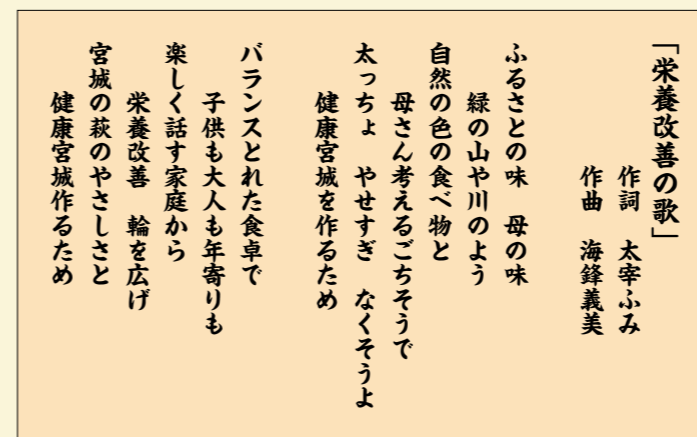 「栄養改善の歌」
作詞　太宰ふみ
作曲　海鋒義美
ふるさとの味　母の味
緑の山や川のよう
自然の色の食べ物と
母さん考えるごちそうで
太っちょ　やせすぎ　なくそうよ
健康宮城を作るため
バランスとれた食卓で
子供も大人も年寄りも
楽しく話す家庭から
栄養改善　輪を広げ
宮城の萩のやさしさと
健康宮城作るため